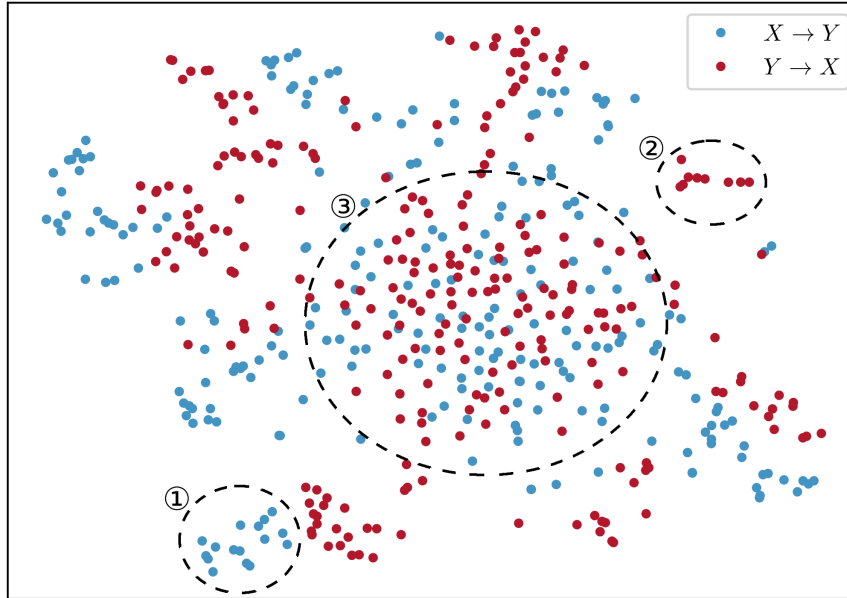 X → Y
Y → X
②
③
①